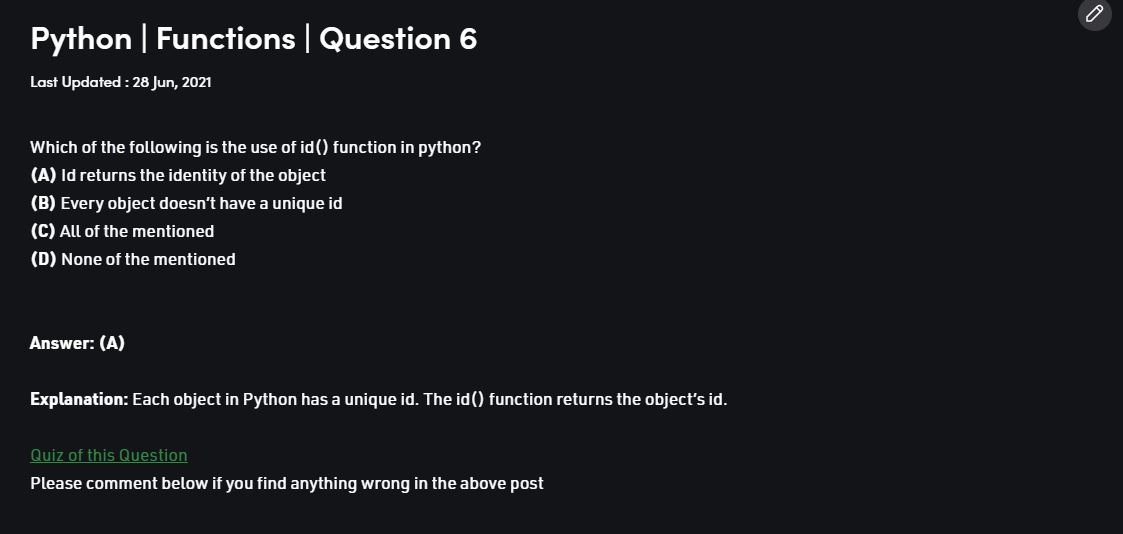 Python | Functions | Question 6
Last Updated : 28 Jun, 2021
Which of the following is the use of id() function in python?
(A) Id returns the identity of the object
(B) Every object doesn’t have a unique id
(C) All of the mentioned
(D) None of the mentioned
Answer: (A)
Explanation: Each object in Python has a unique id. The id() function returns the object’s id.
Quiz of this Question
Please comment below if you find anything wrong in the above post